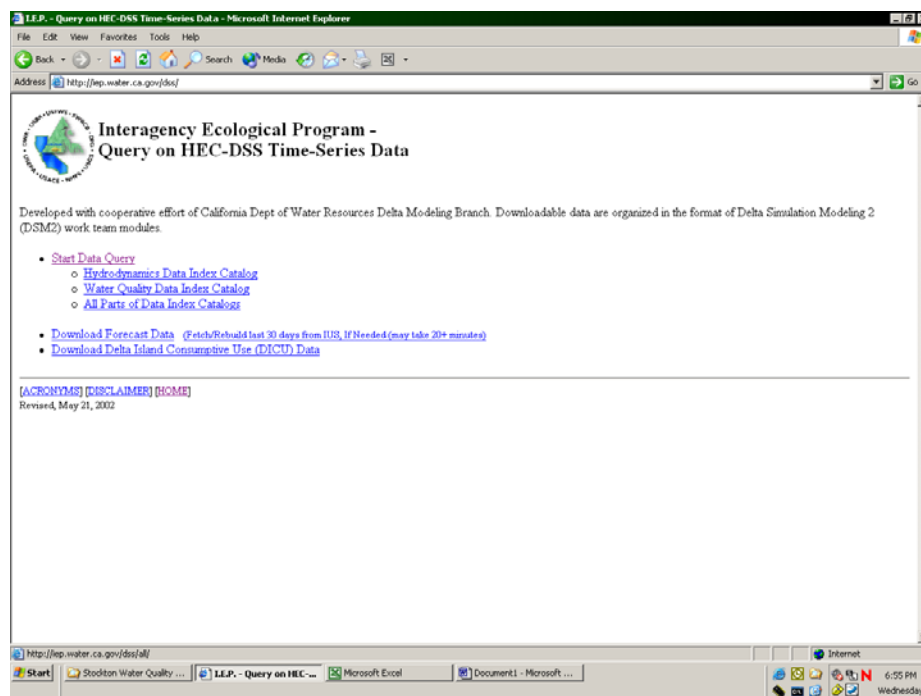 I.E.P. - Query on HEC-DSS Time-Series Data - Microsoft Internet Explorer
File Edit View Favorites Tools Help
Back Search Media
Address http://iep.water.ca.gov/dss/ Go
Interagency Ecological Program -
Query on HEC-DSS Time-Series Data
Developed with cooperative effort of California Dept of Water Resources Delta Modeling Branch. Downloadable data are organized in the format of Delta Simulation Modeling 2
(DSM2) work team modules.
Start Data Query
Hydrodynamics Data Index Catalog
Water Quality Data Index Catalog
All Parts of Data Index Catalogs
Download Forecast Data (Fetch/Rebuild last 30 days from IUS, If Needed (may take 20+ minutes)
Download Delta Island Consumptive Use (DICU) Data
[ACRONYMS] [DISCLAIMER] [HOME]
Revised, May 21, 2002
http://iep.water.ca.gov/dss/all/ Internet
Start Stockton Water Quality ... I.E.P. - Query on HEC-... Microsoft Excel Document1 - Microsoft ... 6:55 PM
Wednesday